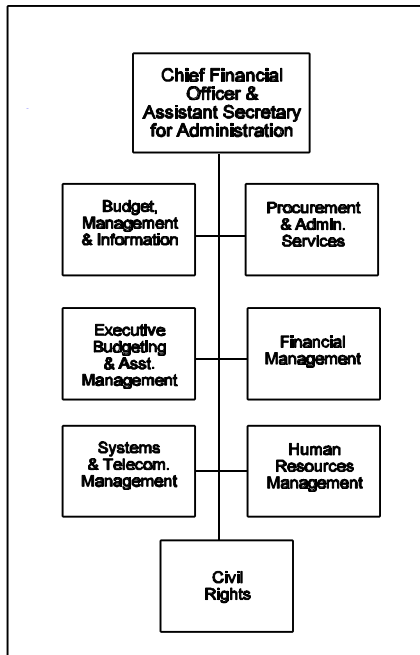 Chief Financial
Officer &
Assistant Secretary
for Administration
Budget,
Management
& Information
Procurement
& Admin.
Services
Executive
Budgeting
& Asst.
Management
Financial
Management
Systems
& Telecom.
Management
Human
Resources
Management
Civil
Rights